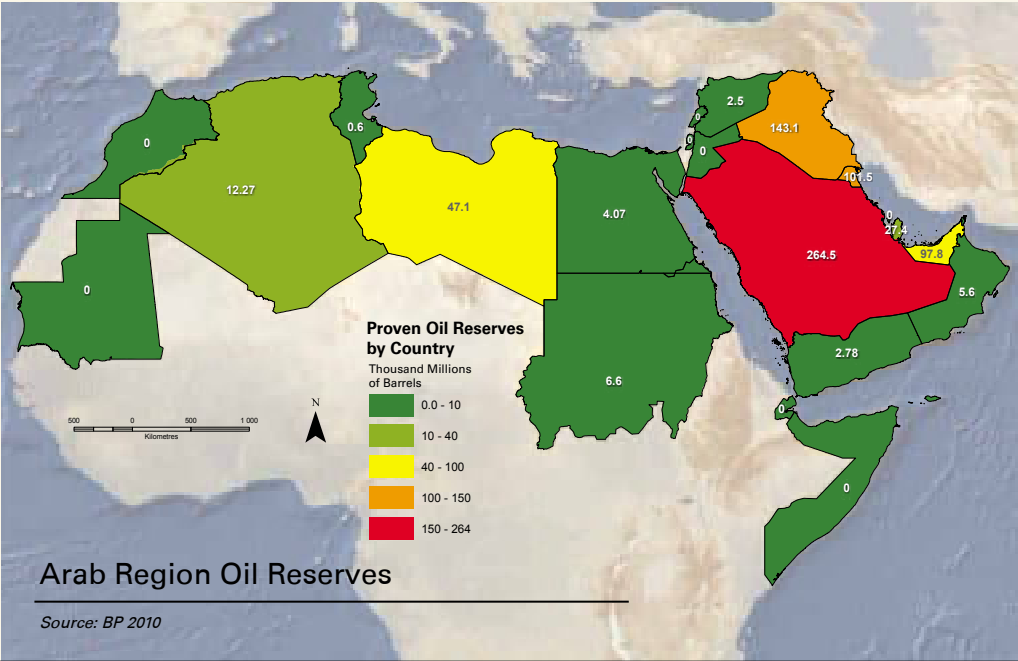 2.5
0
143.1
0
0.6
0
0
101.5
12.27
47.1
4.07
0
27.4
97.8
264.5
0
5.6
Proven Oil Reserves
by Country
Thousand Millions
of Barrels
2.78
6.6
0.0 - 10
0
N
500 0 500 1 000
Kilometres
10 - 40
40 - 100
0
100 - 150
150 - 264
Arab Region Oil Reserves
Source: BP 2010